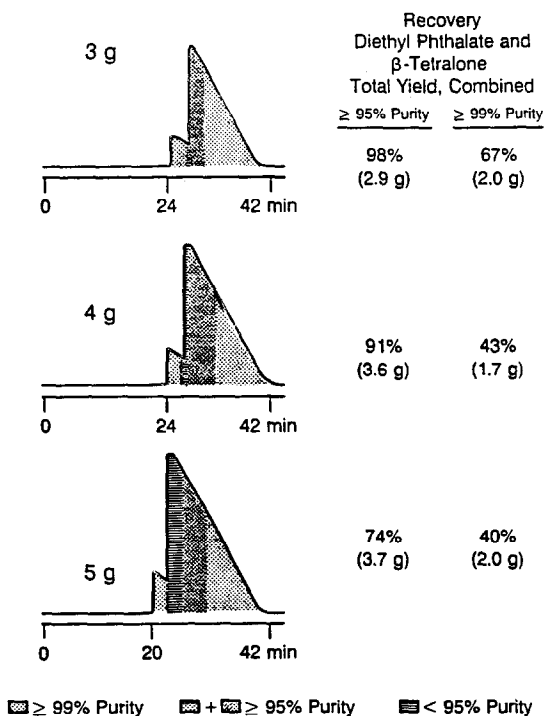 Recovery
Diethyl Phthalate and
β-Tetralone
Total Yield, Combined
≥ 95% Purity ≥ 99% Purity
3 g
98% 67%
(2.9 g) (2.0 g)
0 24 42 min
4 g
91% 43%
(3.6 g) (1.7 g)
0 24 42 min
5 g
74% 40%
(3.7 g) (2.0 g)
0 20 42 min
≥ 99% Purity + ≥ 95% Purity < 95% Purity